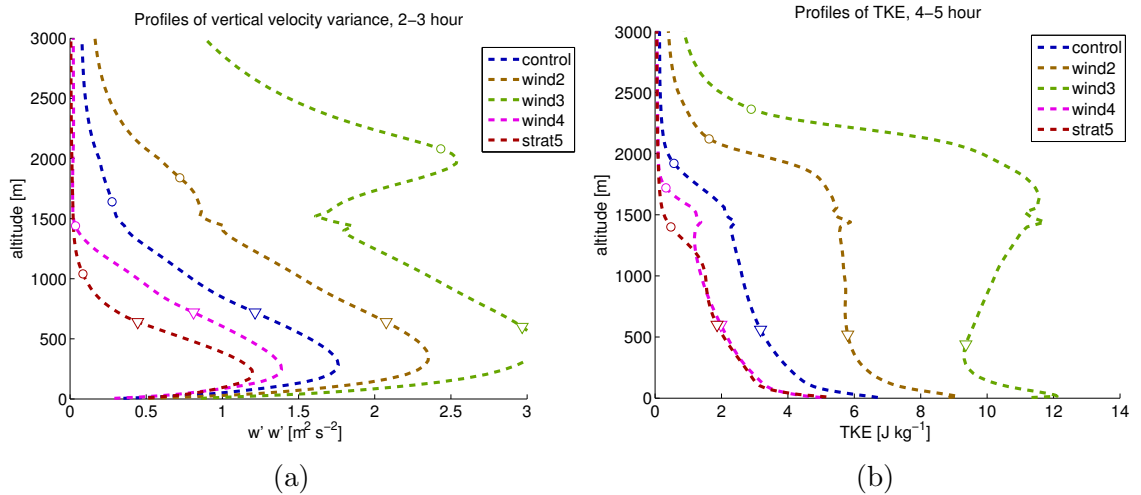 Profiles of vertical velocity variance, 2−3 hour
3000
2500
2000
1500
1000
500
0
altitude [m]
0
0.5
1
1.5
2
2.5
3
w' w' [m² s⁻²]
control
wind2
wind3
wind4
strat5
(a)
Profiles of TKE, 4−5 hour
3000
2500
2000
1500
1000
500
0
altitude [m]
0
2
4
6
8
10
12
14
TKE [J kg⁻¹]
control
wind2
wind3
wind4
strat5
(b)